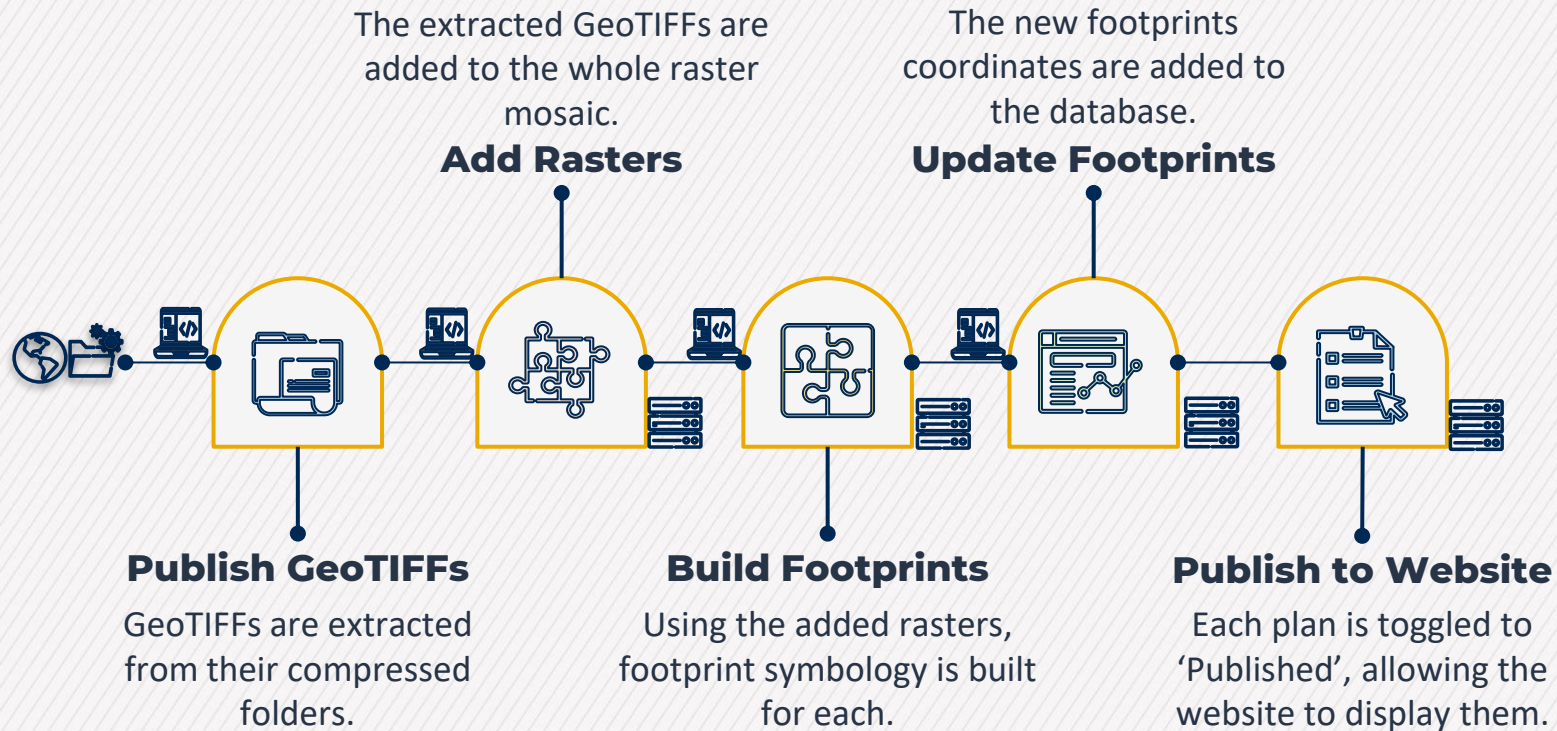 The extracted GeoTIFFs are
added to the whole raster
mosaic.
Add Rasters
The new footprints
coordinates are added to
the database.
Update Footprints
Publish GeoTIFFs
GeoTIFFs are extracted
from their compressed
folders.
Build Footprints
Using the added rasters,
footprint symbology is built
for each.
Publish to Website
Each plan is toggled to
‘Published’, allowing the
website to display them.